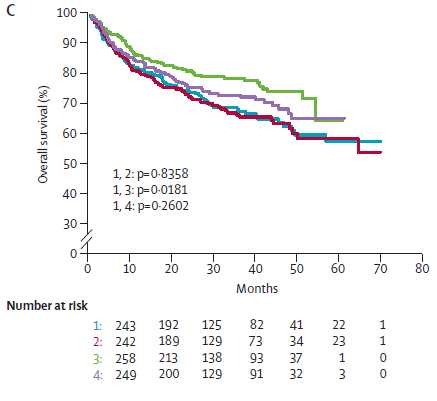 C
Overall survival (%)
100
90
80
70
60
50
40
30
0
1, 2: p=0·8358
1, 3: p=0·0181
1, 4: p=0·2602
0 10 20 30 40 50 60 70 80
Months
Number at risk
1: 243 192 125 82 41 22 1
2: 242 189 129 73 34 23 1
3: 258 213 138 93 37 1 0
4: 249 200 129 91 32 3 0